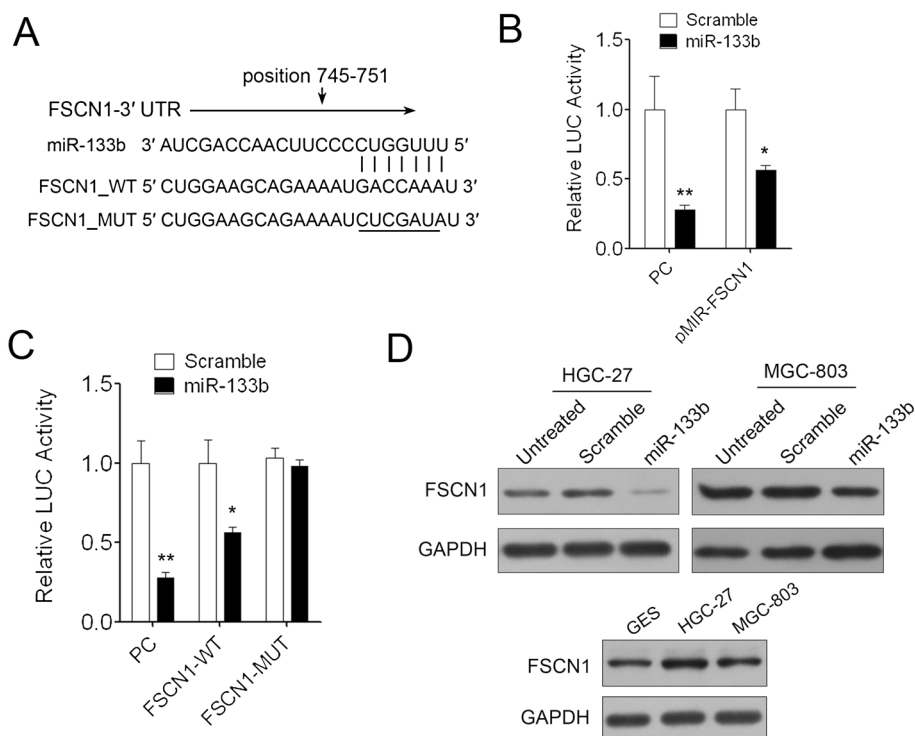 A
position 745-751
FSCN1-3′ UTR
miR-133b 3′ AUCGACCAACUUCCCCUGGUUU 5′
FSCN1_WT 5′ CUGGAAGCAGAAAAUGACCAAAU 3′
FSCN1_MUT 5′ CUGGAAGCAGAAAAUCUCGAUAU 3′
B
Scramble
miR-133b
Relative LUC Activity
1.5
1.0
0.5
0.0
**
*
PC
pMIR-FSCN1
C
Scramble
miR-133b
Relative LUC Activity
1.5
1.0
0.5
0.0
**
*
PC
FSCN1-WT
FSCN1-MUT
D
HGC-27
MGC-803
Untreated
Scramble
miR-133b
Untreated
Scramble
miR-133b
FSCN1
GAPDH
GES
HGC-27
MGC-803
FSCN1
GAPDH